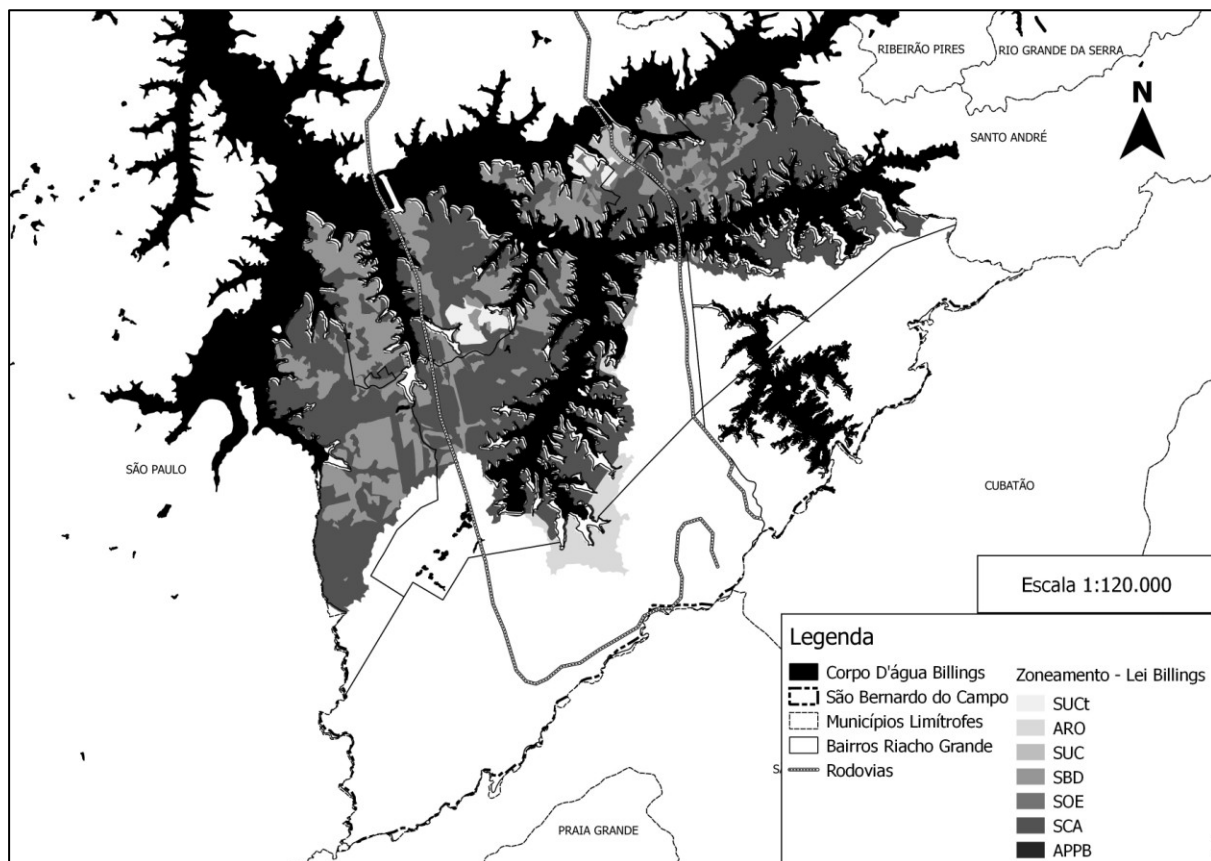 RIBEIRÃO PIRES
RIO GRANDE DA SERRA
N
SANTO ANDRÉ
SÃO PAULO
CUBATÃO
Escala 1:120.000
Legenda
Corpo D'água Billings
São Bernardo do Campo
Municípios Limítrofes
Bairros Riacho Grande
Rodovias
Zoneamento - Lei Billings
SUCt
ARO
SUC
SBD
SOE
SCA
APPB
PRAIA GRANDE